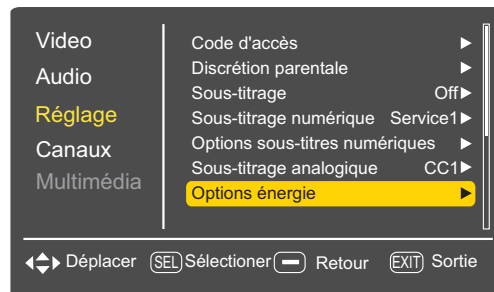 Video
Audio
Réglage
Canaux
Multimédia
Code d'accès
Discrétion parentale
Sous-titrage Off
Sous-titrage numérique Service1
Options sous-titres numériques
Sous-titrage analogique CC1
Options énergie
Déplacer SEL Sélectioner Retour EXIT Sortie